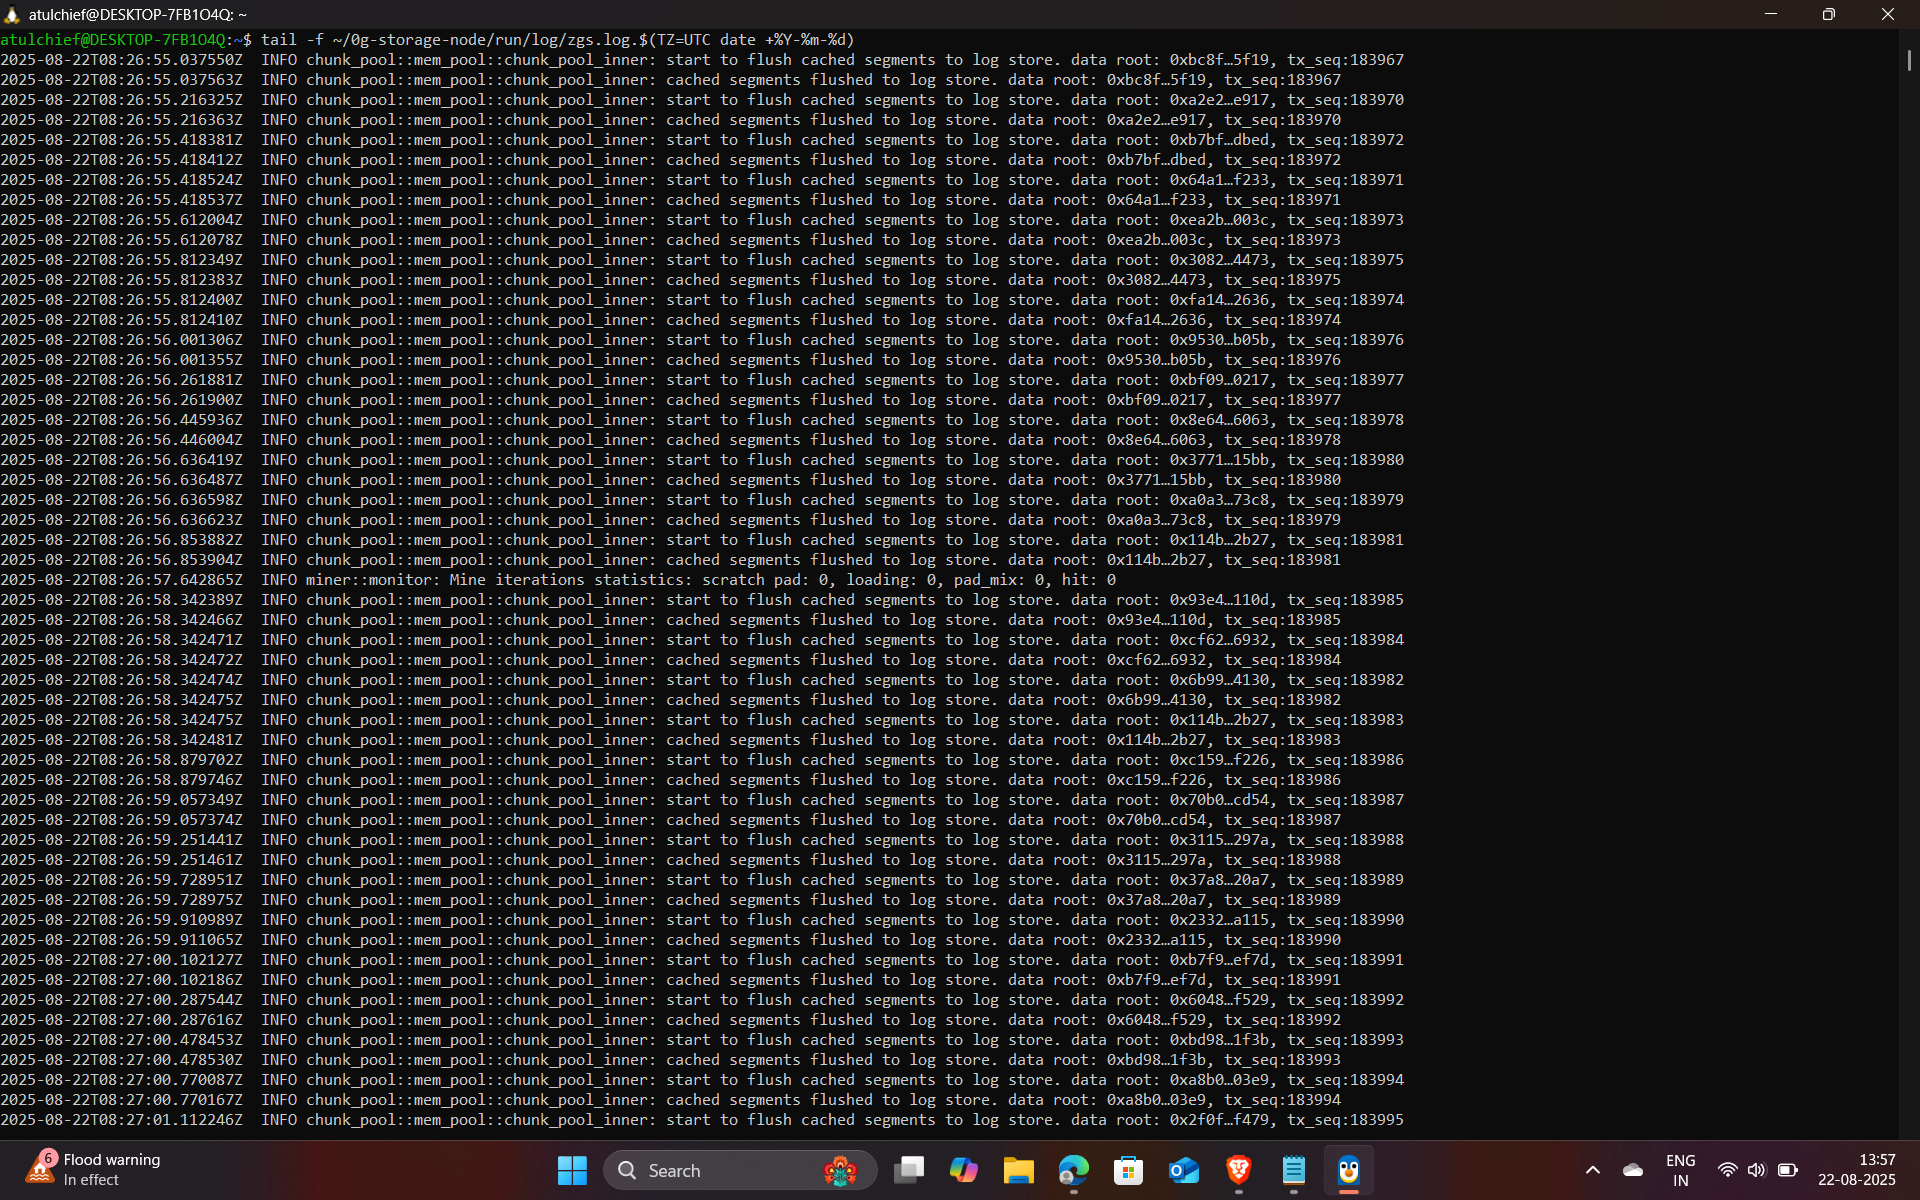 atulchief@DESKTOP-7FB1O4Q: ~
atulchief@DESKTOP-7FB1O4Q:~$ tail -f ~/0g-storage-node/run/log/zgs.log.$(TZ=UTC date +%Y-%m-%d)
2025-08-22T08:26:55.037550Z  INFO chunk_pool::mem_pool::chunk_pool_inner: start to flush cached segments to log store. data root: 0xbc8f…5f19, tx_seq:183967
2025-08-22T08:26:55.037563Z  INFO chunk_pool::mem_pool::chunk_pool_inner: cached segments flushed to log store. data root: 0xbc8f…5f19, tx_seq:183967
2025-08-22T08:26:55.216325Z  INFO chunk_pool::mem_pool::chunk_pool_inner: start to flush cached segments to log store. data root: 0xa2e2…e917, tx_seq:183970
2025-08-22T08:26:55.216363Z  INFO chunk_pool::mem_pool::chunk_pool_inner: cached segments flushed to log store. data root: 0xa2e2…e917, tx_seq:183970
2025-08-22T08:26:55.418381Z  INFO chunk_pool::mem_pool::chunk_pool_inner: start to flush cached segments to log store. data root: 0xb7bf…dbed, tx_seq:183972
2025-08-22T08:26:55.418412Z  INFO chunk_pool::mem_pool::chunk_pool_inner: cached segments flushed to log store. data root: 0xb7bf…dbed, tx_seq:183972
2025-08-22T08:26:55.418524Z  INFO chunk_pool::mem_pool::chunk_pool_inner: start to flush cached segments to log store. data root: 0x64a1…f233, tx_seq:183971
2025-08-22T08:26:55.418537Z  INFO chunk_pool::mem_pool::chunk_pool_inner: cached segments flushed to log store. data root: 0x64a1…f233, tx_seq:183971
2025-08-22T08:26:55.612004Z  INFO chunk_pool::mem_pool::chunk_pool_inner: start to flush cached segments to log store. data root: 0xea2b…003c, tx_seq:183973
2025-08-22T08:26:55.612078Z  INFO chunk_pool::mem_pool::chunk_pool_inner: cached segments flushed to log store. data root: 0xea2b…003c, tx_seq:183973
2025-08-22T08:26:55.812349Z  INFO chunk_pool::mem_pool::chunk_pool_inner: start to flush cached segments to log store. data root: 0x3082…4473, tx_seq:183975
2025-08-22T08:26:55.812383Z  INFO chunk_pool::mem_pool::chunk_pool_inner: cached segments flushed to log store. data root: 0x3082…4473, tx_seq:183975
2025-08-22T08:26:55.812400Z  INFO chunk_pool::mem_pool::chunk_pool_inner: start to flush cached segments to log store. data root: 0xfa14…2636, tx_seq:183974
2025-08-22T08:26:55.812410Z  INFO chunk_pool::mem_pool::chunk_pool_inner: cached segments flushed to log store. data root: 0xfa14…2636, tx_seq:183974
2025-08-22T08:26:56.001306Z  INFO chunk_pool::mem_pool::chunk_pool_inner: start to flush cached segments to log store. data root: 0x9530…b05b, tx_seq:183976
2025-08-22T08:26:56.001355Z  INFO chunk_pool::mem_pool::chunk_pool_inner: cached segments flushed to log store. data root: 0x9530…b05b, tx_seq:183976
2025-08-22T08:26:56.261881Z  INFO chunk_pool::mem_pool::chunk_pool_inner: start to flush cached segments to log store. data root: 0xbf09…0217, tx_seq:183977
2025-08-22T08:26:56.261900Z  INFO chunk_pool::mem_pool::chunk_pool_inner: cached segments flushed to log store. data root: 0xbf09…0217, tx_seq:183977
2025-08-22T08:26:56.445936Z  INFO chunk_pool::mem_pool::chunk_pool_inner: start to flush cached segments to log store. data root: 0x8e64…6063, tx_seq:183978
2025-08-22T08:26:56.446004Z  INFO chunk_pool::mem_pool::chunk_pool_inner: cached segments flushed to log store. data root: 0x8e64…6063, tx_seq:183978
2025-08-22T08:26:56.636419Z  INFO chunk_pool::mem_pool::chunk_pool_inner: start to flush cached segments to log store. data root: 0x3771…15bb, tx_seq:183980
2025-08-22T08:26:56.636487Z  INFO chunk_pool::mem_pool::chunk_pool_inner: cached segments flushed to log store. data root: 0x3771…15bb, tx_seq:183980
2025-08-22T08:26:56.636598Z  INFO chunk_pool::mem_pool::chunk_pool_inner: start to flush cached segments to log store. data root: 0xa0a3…73c8, tx_seq:183979
2025-08-22T08:26:56.636623Z  INFO chunk_pool::mem_pool::chunk_pool_inner: cached segments flushed to log store. data root: 0xa0a3…73c8, tx_seq:183979
2025-08-22T08:26:56.853882Z  INFO chunk_pool::mem_pool::chunk_pool_inner: start to flush cached segments to log store. data root: 0x114b…2b27, tx_seq:183981
2025-08-22T08:26:56.853904Z  INFO chunk_pool::mem_pool::chunk_pool_inner: cached segments flushed to log store. data root: 0x114b…2b27, tx_seq:183981
2025-08-22T08:26:57.642865Z  INFO miner::monitor: Mine iterations statistics: scratch pad: 0, loading: 0, pad_mix: 0, hit: 0
2025-08-22T08:26:58.342389Z  INFO chunk_pool::mem_pool::chunk_pool_inner: start to flush cached segments to log store. data root: 0x93e4…110d, tx_seq:183985
2025-08-22T08:26:58.342466Z  INFO chunk_pool::mem_pool::chunk_pool_inner: cached segments flushed to log store. data root: 0x93e4…110d, tx_seq:183985
2025-08-22T08:26:58.342471Z  INFO chunk_pool::mem_pool::chunk_pool_inner: start to flush cached segments to log store. data root: 0xcf62…6932, tx_seq:183984
2025-08-22T08:26:58.342472Z  INFO chunk_pool::mem_pool::chunk_pool_inner: cached segments flushed to log store. data root: 0xcf62…6932, tx_seq:183984
2025-08-22T08:26:58.342474Z  INFO chunk_pool::mem_pool::chunk_pool_inner: start to flush cached segments to log store. data root: 0x6b99…4130, tx_seq:183982
2025-08-22T08:26:58.342475Z  INFO chunk_pool::mem_pool::chunk_pool_inner: cached segments flushed to log store. data root: 0x6b99…4130, tx_seq:183982
2025-08-22T08:26:58.342475Z  INFO chunk_pool::mem_pool::chunk_pool_inner: start to flush cached segments to log store. data root: 0x114b…2b27, tx_seq:183983
2025-08-22T08:26:58.342481Z  INFO chunk_pool::mem_pool::chunk_pool_inner: cached segments flushed to log store. data root: 0x114b…2b27, tx_seq:183983
2025-08-22T08:26:58.879702Z  INFO chunk_pool::mem_pool::chunk_pool_inner: start to flush cached segments to log store. data root: 0xc159…f226, tx_seq:183986
2025-08-22T08:26:58.879746Z  INFO chunk_pool::mem_pool::chunk_pool_inner: cached segments flushed to log store. data root: 0xc159…f226, tx_seq:183986
2025-08-22T08:26:59.057349Z  INFO chunk_pool::mem_pool::chunk_pool_inner: start to flush cached segments to log store. data root: 0x70b0…cd54, tx_seq:183987
2025-08-22T08:26:59.057374Z  INFO chunk_pool::mem_pool::chunk_pool_inner: cached segments flushed to log store. data root: 0x70b0…cd54, tx_seq:183987
2025-08-22T08:26:59.251441Z  INFO chunk_pool::mem_pool::chunk_pool_inner: start to flush cached segments to log store. data root: 0x3115…297a, tx_seq:183988
2025-08-22T08:26:59.251461Z  INFO chunk_pool::mem_pool::chunk_pool_inner: cached segments flushed to log store. data root: 0x3115…297a, tx_seq:183988
2025-08-22T08:26:59.728951Z  INFO chunk_pool::mem_pool::chunk_pool_inner: start to flush cached segments to log store. data root: 0x37a8…20a7, tx_seq:183989
2025-08-22T08:26:59.728975Z  INFO chunk_pool::mem_pool::chunk_pool_inner: cached segments flushed to log store. data root: 0x37a8…20a7, tx_seq:183989
2025-08-22T08:26:59.910989Z  INFO chunk_pool::mem_pool::chunk_pool_inner: start to flush cached segments to log store. data root: 0x2332…a115, tx_seq:183990
2025-08-22T08:26:59.911065Z  INFO chunk_pool::mem_pool::chunk_pool_inner: cached segments flushed to log store. data root: 0x2332…a115, tx_seq:183990
2025-08-22T08:27:00.102127Z  INFO chunk_pool::mem_pool::chunk_pool_inner: start to flush cached segments to log store. data root: 0xb7f9…ef7d, tx_seq:183991
2025-08-22T08:27:00.102186Z  INFO chunk_pool::mem_pool::chunk_pool_inner: cached segments flushed to log store. data root: 0xb7f9…ef7d, tx_seq:183991
2025-08-22T08:27:00.287544Z  INFO chunk_pool::mem_pool::chunk_pool_inner: start to flush cached segments to log store. data root: 0x6048…f529, tx_seq:183992
2025-08-22T08:27:00.287616Z  INFO chunk_pool::mem_pool::chunk_pool_inner: cached segments flushed to log store. data root: 0x6048…f529, tx_seq:183992
2025-08-22T08:27:00.478453Z  INFO chunk_pool::mem_pool::chunk_pool_inner: start to flush cached segments to log store. data root: 0xbd98…1f3b, tx_seq:183993
2025-08-22T08:27:00.478530Z  INFO chunk_pool::mem_pool::chunk_pool_inner: cached segments flushed to log store. data root: 0xbd98…1f3b, tx_seq:183993
2025-08-22T08:27:00.770087Z  INFO chunk_pool::mem_pool::chunk_pool_inner: start to flush cached segments to log store. data root: 0xa8b0…03e9, tx_seq:183994
2025-08-22T08:27:00.770167Z  INFO chunk_pool::mem_pool::chunk_pool_inner: cached segments flushed to log store. data root: 0xa8b0…03e9, tx_seq:183994
2025-08-22T08:27:01.112246Z  INFO chunk_pool::mem_pool::chunk_pool_inner: start to flush cached segments to log store. data root: 0x2f0f…f479, tx_seq:183995
6
Flood warning
In effect
Search
ENG
IN
13:57
22-08-2025